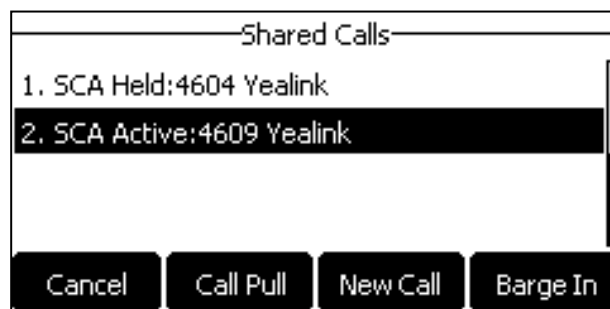 Shared Calls
1. SCA Held:4604 Yealink
2. SCA Active:4609 Yealink
Cancel Call Pull New Call Barge In